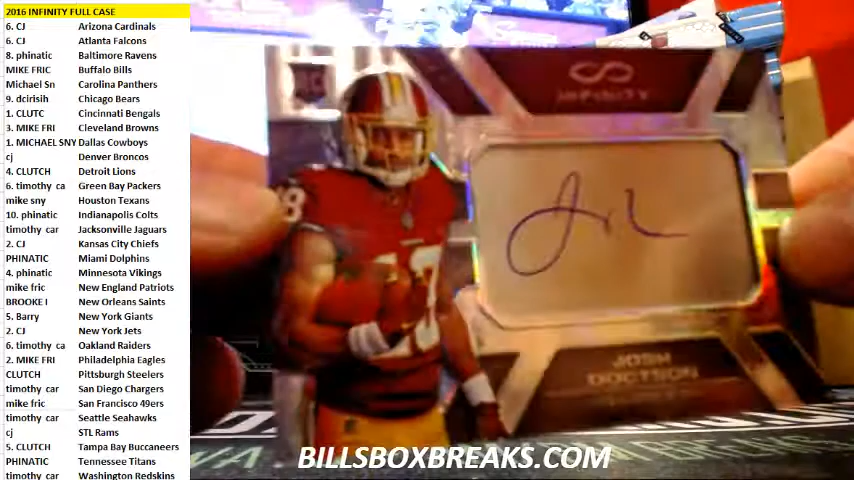 2016 INFINITY FULL CASE
6. CJ Arizona Cardinals
6. CJ Atlanta Falcons
8. phinatic Baltimore Ravens
MIKE FRIC Buffalo Bills
Michael Sn Carolina Panthers
9. dcirisih Chicago Bears
1. CLUTC Cincinnati Bengals
3. MIKE FRI Cleveland Browns
1. MICHAEL SNY Dallas Cowboys
cj Denver Broncos
4. CLUTCH Detroit Lions
6. timothy ca Green Bay Packers
mike sny Houston Texans
10. phinatic Indianapolis Colts
timothy car Jacksonville Jaguars
2. CJ Kansas City Chiefs
PHINATIC Miami Dolphins
4. phinatic Minnesota Vikings
mike fric New England Patriots
BROOKE I New Orleans Saints
5. Barry New York Giants
2. CJ New York Jets
6. timothy ca Oakland Raiders
2. MIKE FRI Philadelphia Eagles
CLUTCH Pittsburgh Steelers
timothy car San Diego Chargers
mike fric San Francisco 49ers
timothy car Seattle Seahawks
cj STL Rams
5. CLUTCH Tampa Bay Buccaneers
PHINATIC Tennessee Titans
timothy car Washington Redskins
INFINITY
18
JOSH
DOCTSON
BILLSBOXBREAKS.COM